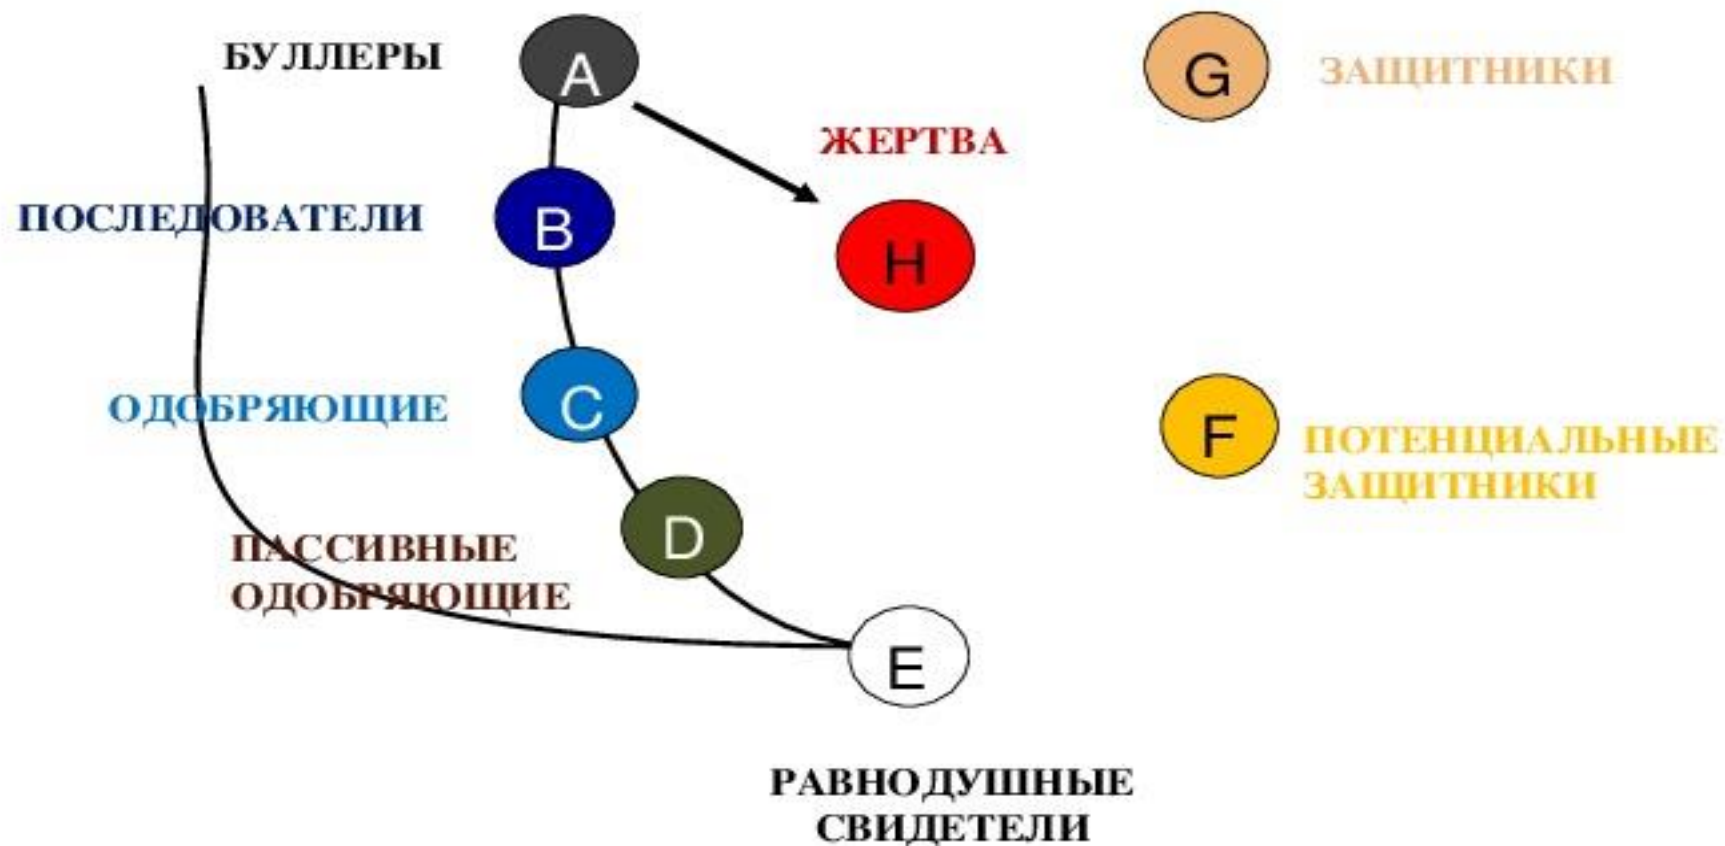 БУЛЛЕРЫ
A
G
ЗАЩИТНИКИ
ЖЕРТВА
ПОСЛЕДОВАТЕЛИ
B
H
ОДОБРЯЮЩИЕ
C
F
ПОТЕНЦИАЛЬНЫЕ
ЗАЩИТНИКИ
ПАССИВНЫЕ
ОДОБРЯЮЩИЕ
D
E
РАВНОДУШНЫЕ
СВИДЕТЕЛИ